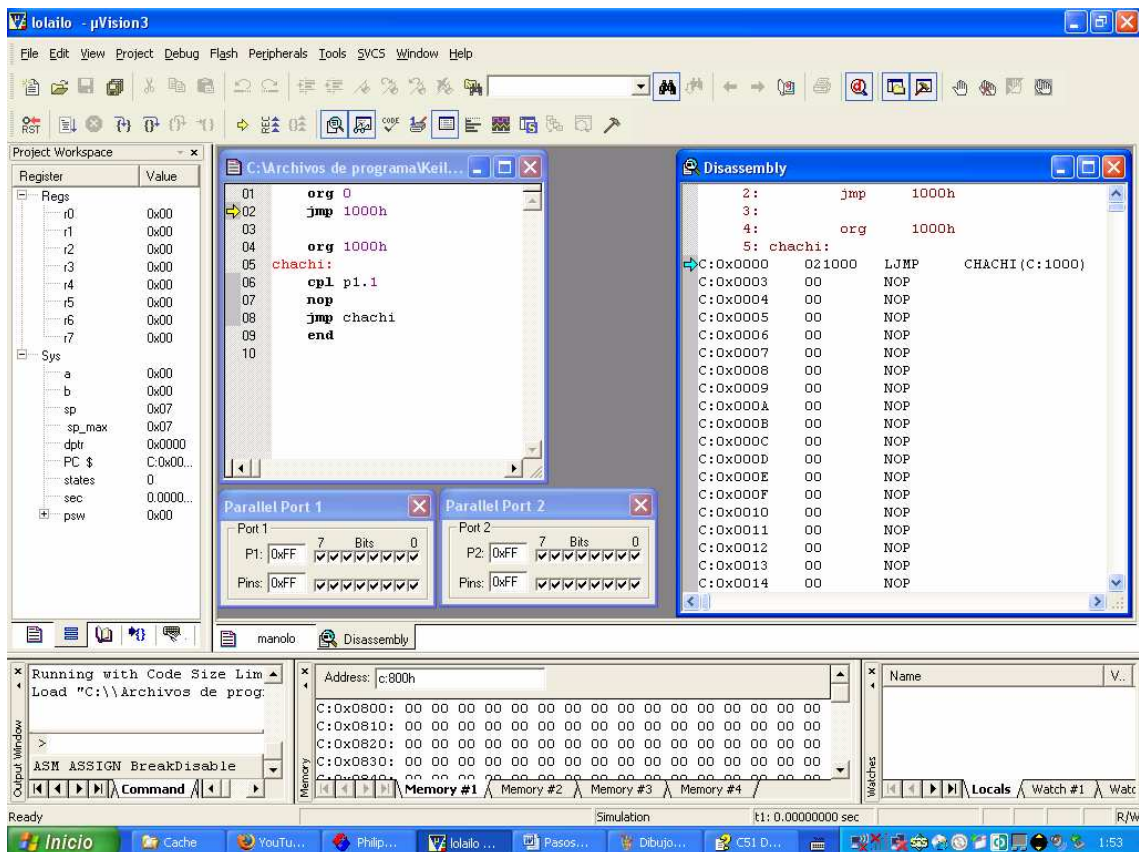 lolailo - µVision3
File Edit View Project Debug Flash Peripherals Tools SVCS Window Help
RST
CODE
Project Workspace
Register Value
Regs
r0 0x00
r1 0x00
r2 0x00
r3 0x00
r4 0x00
r5 0x00
r6 0x00
r7 0x00
Sys
a 0x00
b 0x00
sp 0x07
sp_max 0x07
dptr 0x0000
PC $ C:0x00...
states 0
sec 0.0000...
psw 0x00
C:\Archivos de programa\Keil...
01 org 0
02 jmp 1000h
03
04 org 1000h
05 chachi:
06 cpl p1.1
07 nop
08 jmp chachi
09 end
10
Parallel Port 1
Port 1
7 Bits 0
P1: 0xFF
Pins: 0xFF
Parallel Port 2
Port 2
7 Bits 0
P2: 0xFF
Pins: 0xFF
Disassembly
2: jmp 1000h
3:
4: org 1000h
5: chachi:
C:0x0000 021000 LJMP CHACHI(C:1000)
C:0x0003 00 NOP
C:0x0004 00 NOP
C:0x0005 00 NOP
C:0x0006 00 NOP
C:0x0007 00 NOP
C:0x0008 00 NOP
C:0x0009 00 NOP
C:0x000A 00 NOP
C:0x000B 00 NOP
C:0x000C 00 NOP
C:0x000D 00 NOP
C:0x000E 00 NOP
C:0x000F 00 NOP
C:0x0010 00 NOP
C:0x0011 00 NOP
C:0x0012 00 NOP
C:0x0013 00 NOP
C:0x0014 00 NOP
manolo Disassembly
Output Window
Running with Code Size Lim
Load "C:\\Archivos de prog
>
ASM ASSIGN BreakDisable
Command
Memory
Address: c:800h
C:0x0800: 00 00 00 00 00 00 00 00 00 00 00 00 00 00 00 00
C:0x0810: 00 00 00 00 00 00 00 00 00 00 00 00 00 00 00 00
C:0x0820: 00 00 00 00 00 00 00 00 00 00 00 00 00 00 00 00
C:0x0830: 00 00 00 00 00 00 00 00 00 00 00 00 00 00 00 00
Memory #1 Memory #2 Memory #3 Memory #4
Watches
Name V..
Locals Watch #1 Watc
Ready Simulation t1: 0.00000000 sec R/W
Inicio Cache YouTu... Philip... lolailo ... Pasos... Dibujo... C51 D... 1:53